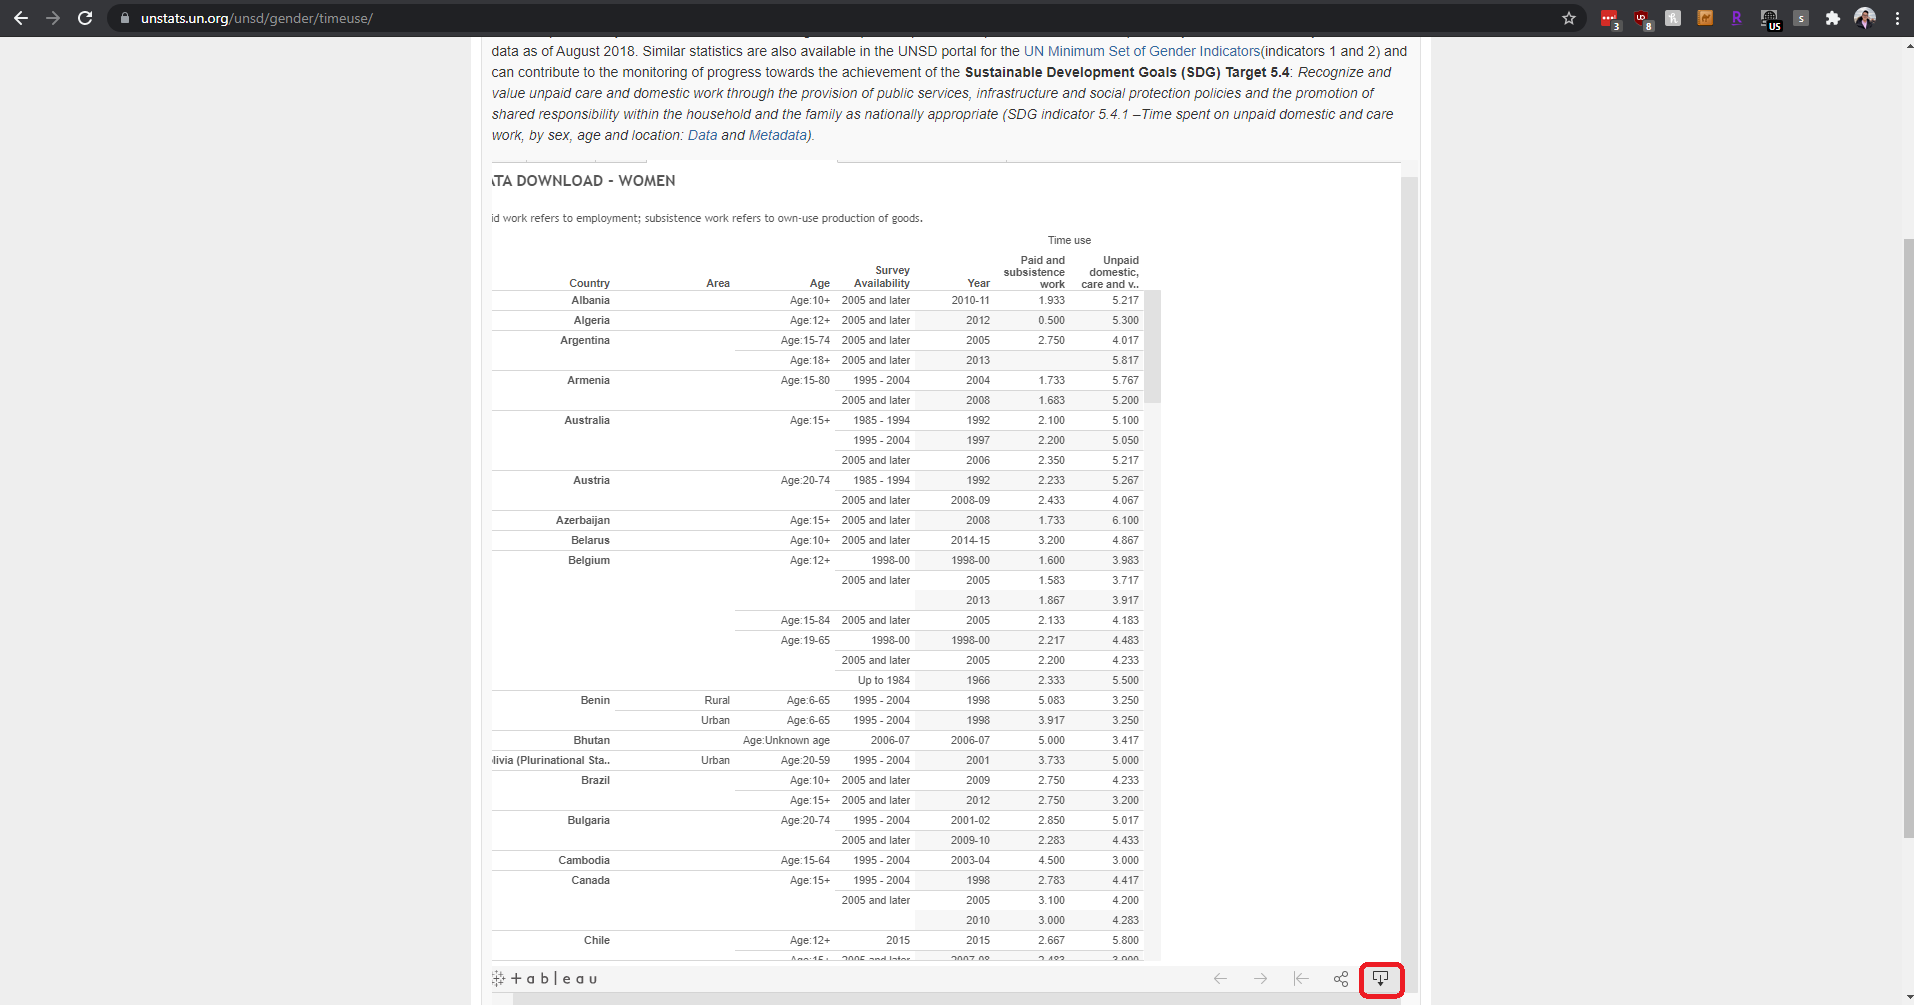 unstats.un.org/unsd/gender/timeuse/
3
8
US
R
s
data as of August 2018. Similar statistics are also available in the UNSD portal for the UN Minimum Set of Gender Indicators(indicators 1 and 2) and
can contribute to the monitoring of progress towards the achievement of the Sustainable Development Goals (SDG) Target 5.4: Recognize and
value unpaid care and domestic work through the provision of public services, infrastructure and social protection policies and the promotion of
shared responsibility within the household and the family as nationally appropriate (SDG indicator 5.4.1 –Time spent on unpaid domestic and care
work, by sex, age and location: Data and Metadata).
ATA DOWNLOAD - WOMEN
id work refers to employment; subsistence work refers to own-use production of goods.
Time use
Country Area Age Survey Availability Year Paid and subsistence work Unpaid domestic, care and v..
Albania Age:10+ 2005 and later 2010-11 1.933 5.217
Algeria Age:12+ 2005 and later 2012 0.500 5.300
Argentina Age:15-74 2005 and later 2005 2.750 4.017
Age:18+ 2005 and later 2013 5.817
Armenia Age:15-80 1995 - 2004 2004 1.733 5.767
2005 and later 2008 1.683 5.200
Australia Age:15+ 1985 - 1994 1992 2.100 5.100
1995 - 2004 1997 2.200 5.050
2005 and later 2006 2.350 5.217
Austria Age:20-74 1985 - 1994 1992 2.233 5.267
2005 and later 2008-09 2.433 4.067
Azerbaijan Age:15+ 2005 and later 2008 1.733 6.100
Belarus Age:10+ 2005 and later 2014-15 3.200 4.867
Belgium Age:12+ 1998-00 1998-00 1.600 3.983
2005 and later 2005 1.583 3.717
2013 1.867 3.917
Age:15-84 2005 and later 2005 2.133 4.183
Age:19-65 1998-00 1998-00 2.217 4.483
2005 and later 2005 2.200 4.233
Up to 1984 1966 2.333 5.500
Benin Rural Age:6-65 1995 - 2004 1998 5.083 3.250
Urban Age:6-65 1995 - 2004 1998 3.917 3.250
Bhutan Age:Unknown age 2006-07 2006-07 5.000 3.417
livia (Plurinational Sta.. Urban Age:20-59 1995 - 2004 2001 3.733 5.000
Brazil Age:10+ 2005 and later 2009 2.750 4.233
Age:15+ 2005 and later 2012 2.750 3.200
Bulgaria Age:20-74 1995 - 2004 2001-02 2.850 5.017
2005 and later 2009-10 2.283 4.433
Cambodia Age:15-64 1995 - 2004 2003-04 4.500 3.000
Canada Age:15+ 1995 - 2004 1998 2.783 4.417
2005 and later 2005 3.100 4.200
2010 3.000 4.283
Chile Age:12+ 2015 2015 2.667 5.800
Age:15+ 2005 and later 2007-08 2.483 3.900
+ableau